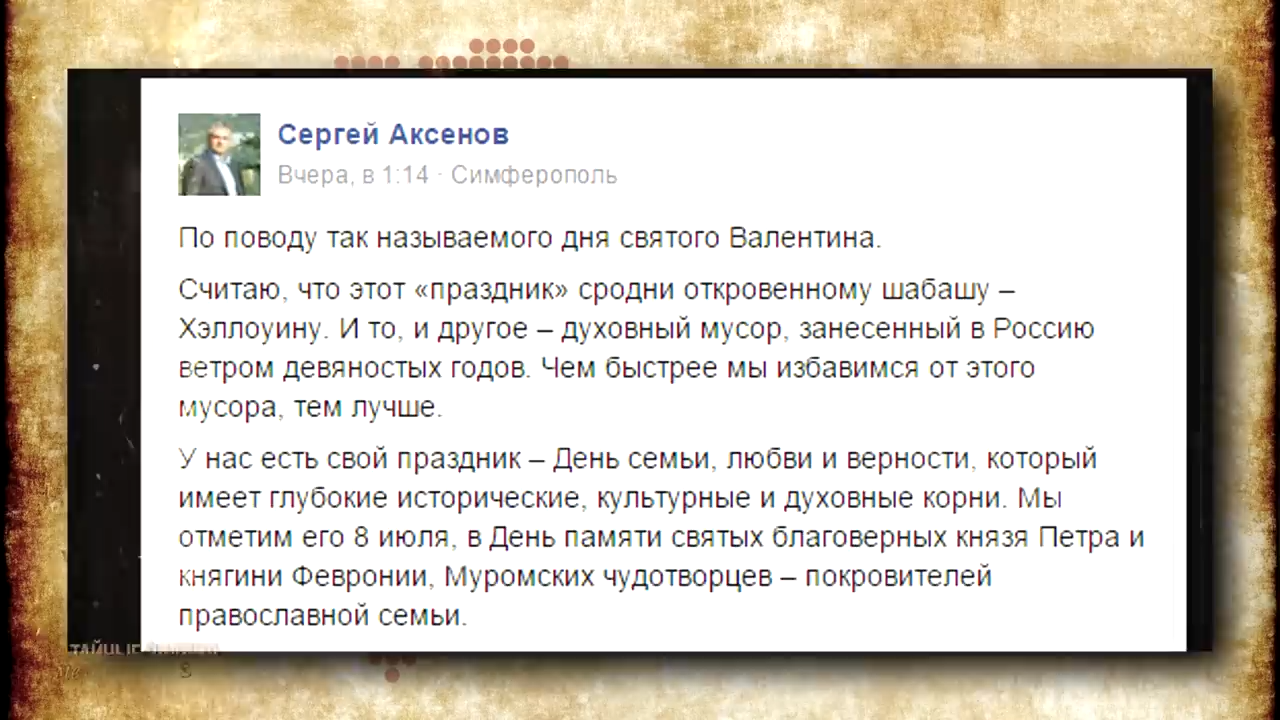 Сергей Аксенов
Вчера, в 1:14 · Симферополь
По поводу так называемого дня святого Валентина.
Считаю, что этот «праздник» сродни откровенному шабашу –
Хэллоуину. И то, и другое – духовный мусор, занесенный в Россию
ветром девяностых годов. Чем быстрее мы избавимся от этого
мусора, тем лучше.
У нас есть свой праздник – День семьи, любви и верности, который
имеет глубокие исторические, культурные и духовные корни. Мы
отметим его 8 июля, в День памяти святых благоверных князя Петра и
княгини Февронии, Муромских чудотворцев – покровителей
православной семьи.